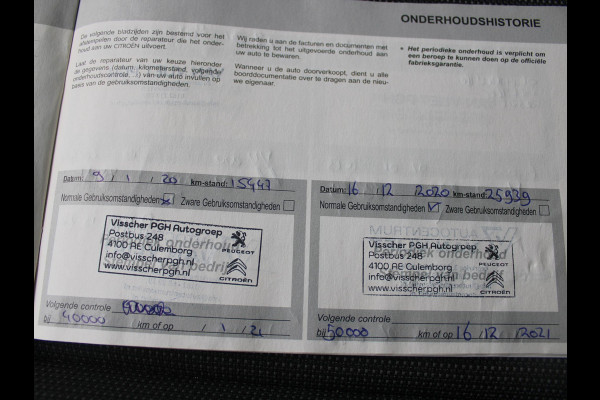 ONDERHOUDSHISTORIE
De volgende bladzijden zijn bestemd voor het
afstempelen door de reparateur die het onder-
houd aan uw CITROËN uitvoert.
Laat de reparateur van uw keuze hieronder
de gegevens (datum, kilometerstand, volgende
onderhoudscontrole, ...) van uw auto invullen op
basis van de gebruiksomstandigheden.
Wij raden u aan de facturen en documenten met
betrekking tot het uitgevoerde onderhoud aan
uw auto te bewaren.
Wanneer u de auto doorverkoopt, dient u alle
boorddocumentatie over te dragen aan de nieu-
we eigenaar.
* Het periodieke onderhoud is verplicht om
een beroep te kunnen doen op de officiële
fabrieksgarantie.
Datum: 9 / 1 / 20 km-stand: 15447
Normale Gebruiksomstandigheden Zware Gebruiksomstandigheden
Visscher PGH Autogroep
Postbus 248
4100 AE Culemborg
info@visscherpgh.nl
www.visscherpgh.nl
PEUGEOT
CITROËN
Volgende controle
bij 40000 km of op / 1 / 21
Datum: 16 / 12 / 2020 km-stand: 25939
Normale Gebruiksomstandigheden Zware Gebruiksomstandigheden
Visscher PGH Autogroep
Postbus 248
4100 AE Culemborg
info@visscherpgh.nl
www.visscherpgh.nl
PEUGEOT
CITROËN
Volgende controle
bij 50.000 km of op 16 / 12 / 2021